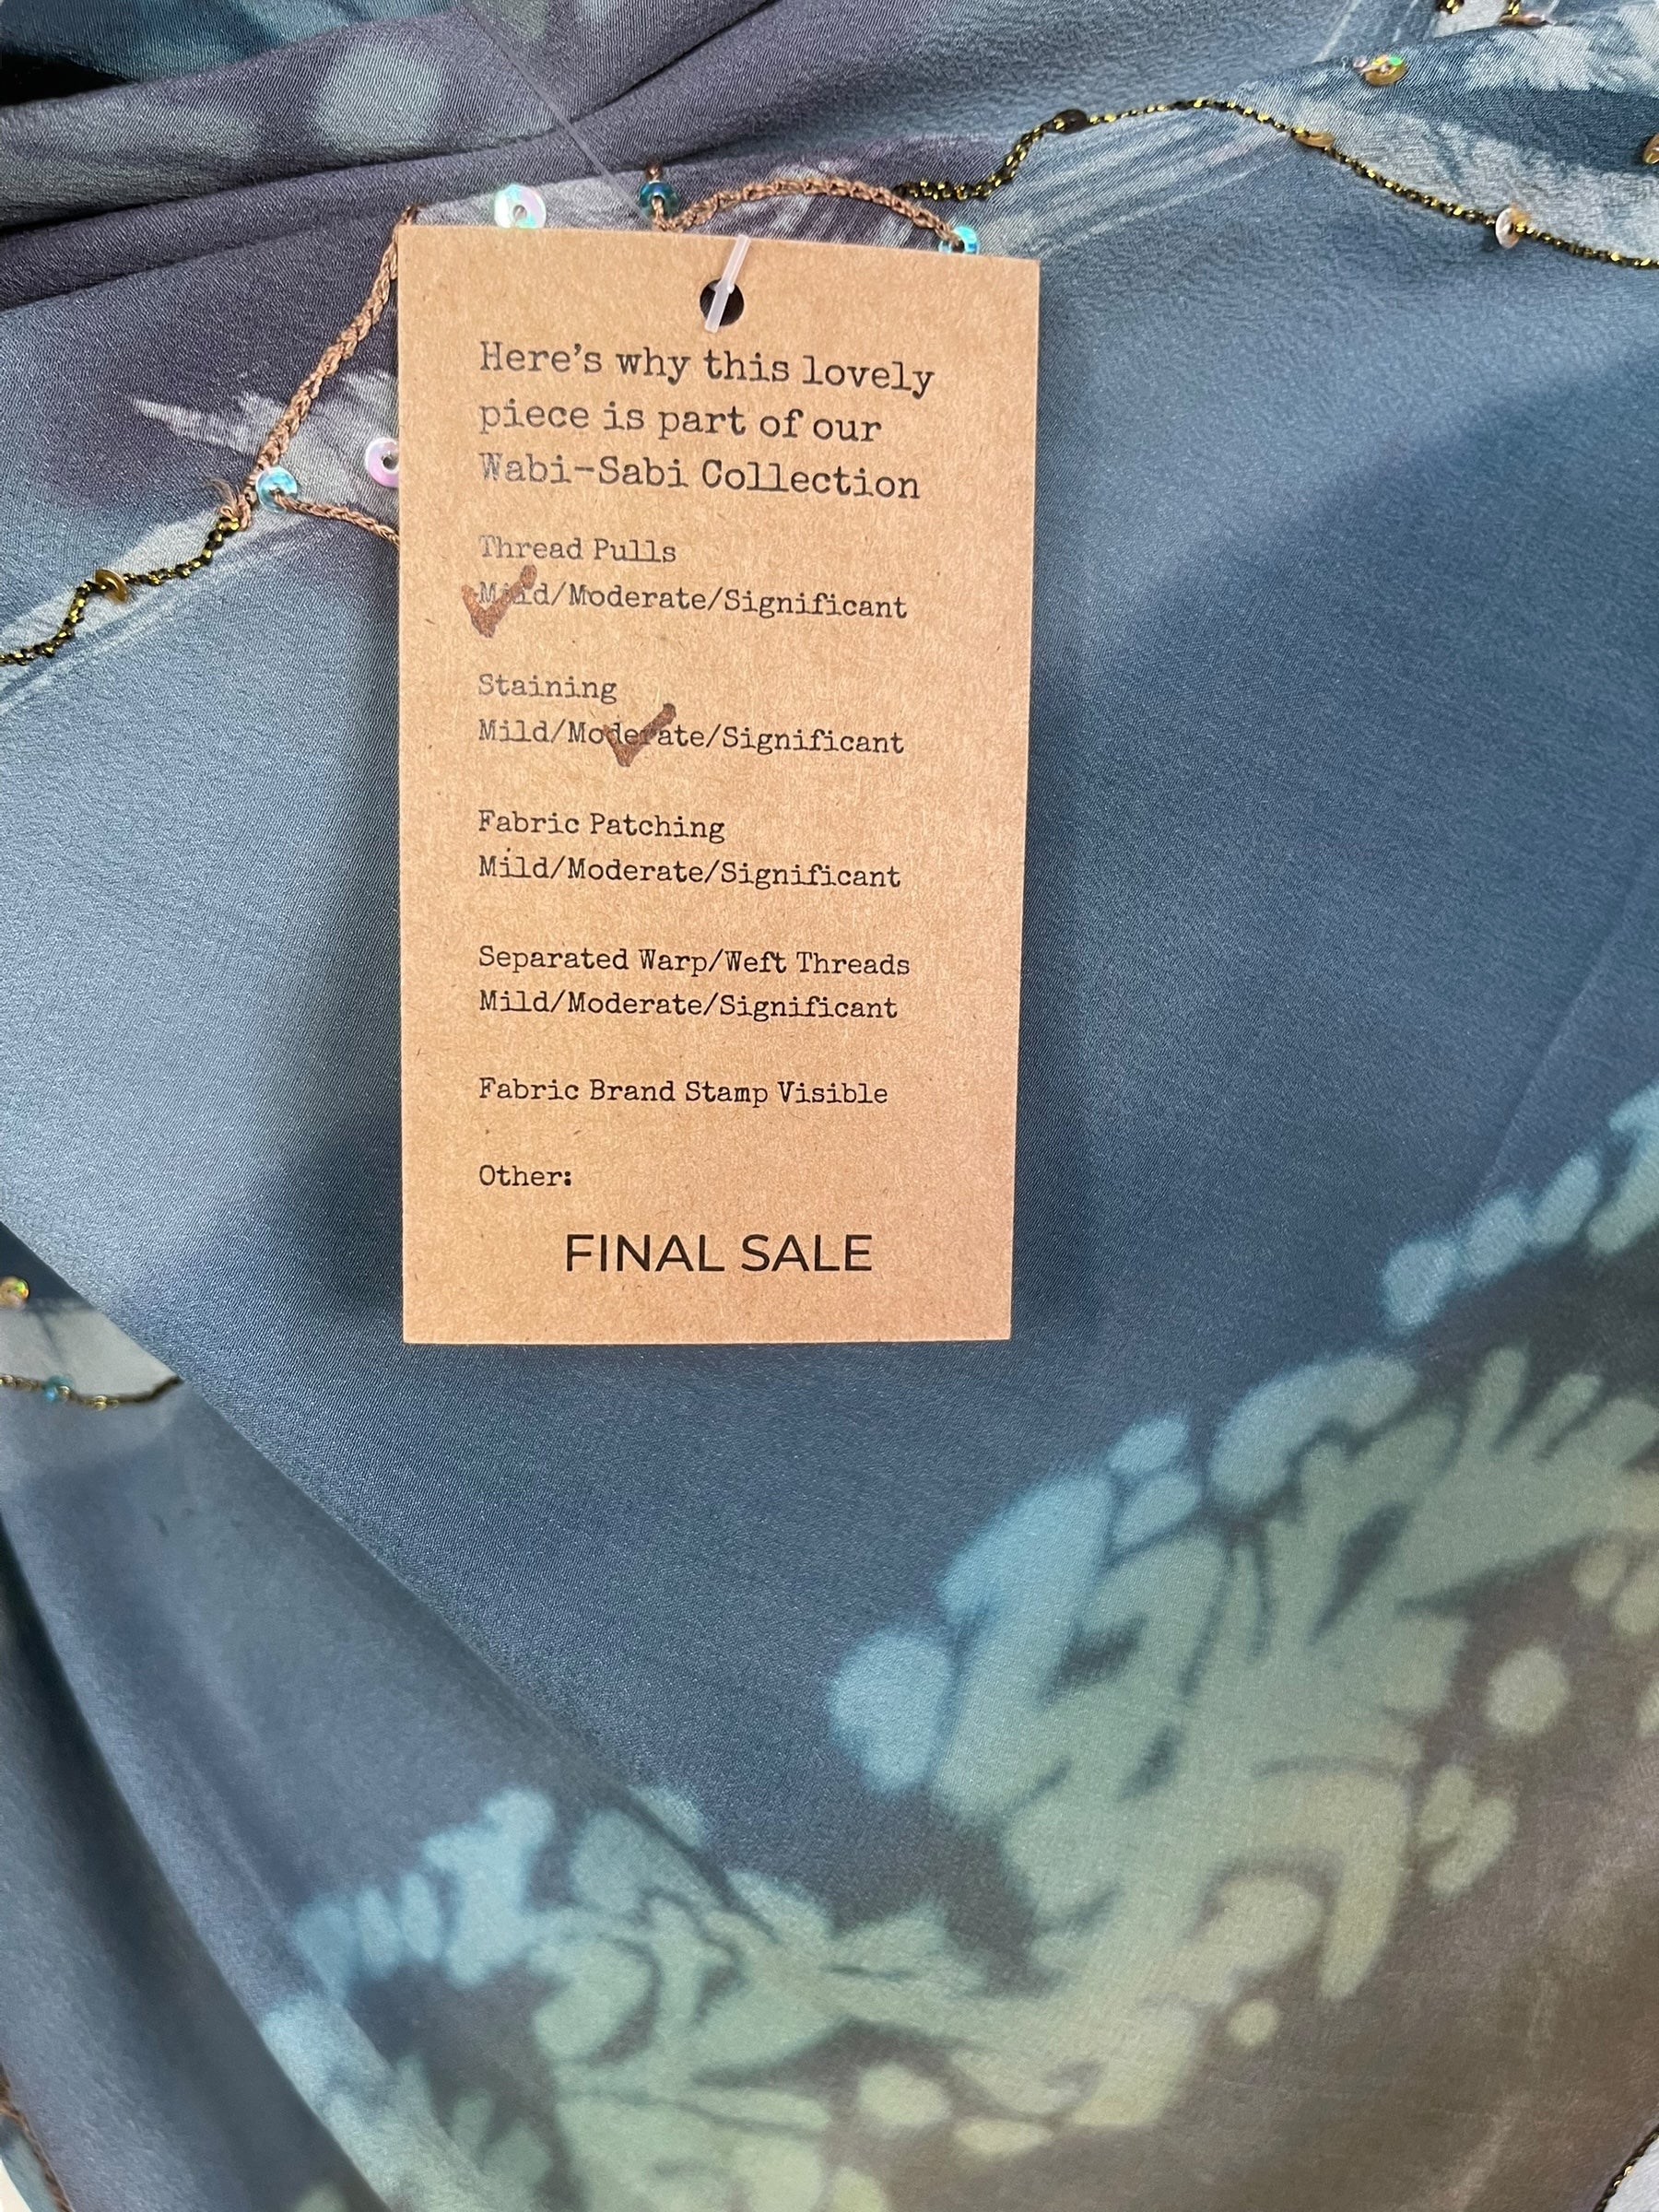 Here's why this lovely
piece is part of our
Wabi-Sabi Collection
Thread Pulls
Mild/Moderate/Significant
Staining
Mild/Moderate/Significant
Fabric Patching
Mild/Moderate/Significant
Separated Warp/Weft Threads
Mild/Moderate/Significant
Fabric Brand Stamp Visible
Other:
FINAL SALE